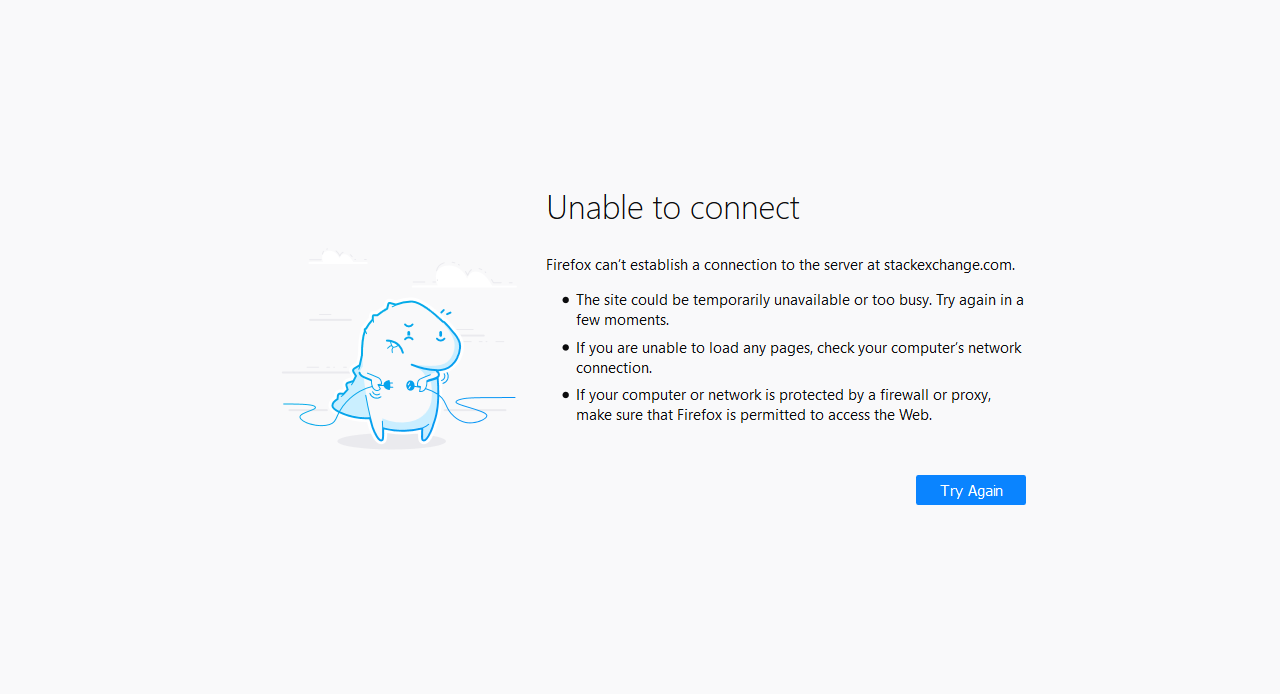 Unable to connect
Firefox can’t establish a connection to the server at stackexchange.com.
The site could be temporarily unavailable or too busy. Try again in a
few moments.
If you are unable to load any pages, check your computer’s network
connection.
If your computer or network is protected by a firewall or proxy,
make sure that Firefox is permitted to access the Web.
Try Again